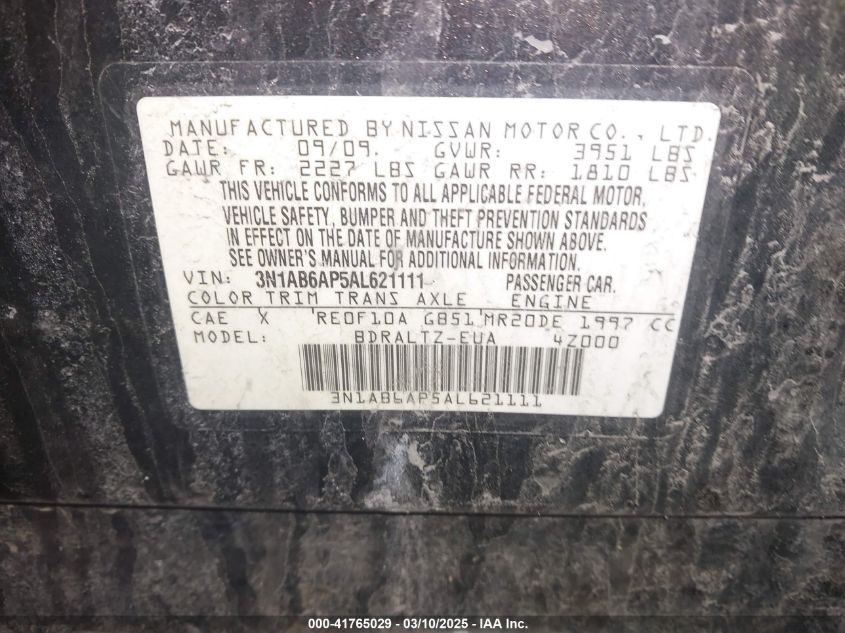 MANUFACTURED BY NISSAN MOTOR CO., LTD.
DATE: 09/09. GVWR: 3951 LBS
GAWR FR: 2227 LBS GAWR RR: 1810 LBS
THIS VEHICLE CONFORMS TO ALL APPLICABLE FEDERAL MOTOR,
VEHICLE SAFETY, BUMPER AND THEFT PREVENTION STANDARDS
IN EFFECT ON THE DATE OF MANUFACTURE SHOWN ABOVE.
SEE OWNER'S MANUAL FOR ADDITIONAL INFORMATION.
VIN: 3N1AB6AP5AL621111 PASSENGER CAR.
COLOR TRIM TRANS AXLE ENGINE
CAE X RE0F10A GB51 MR20DE 1997 CC
MODEL: BDRALTZ-EUA 4Z000
3N1AB6AP5AL621111
000-41765029 - 03/10/2025 - IAA Inc.